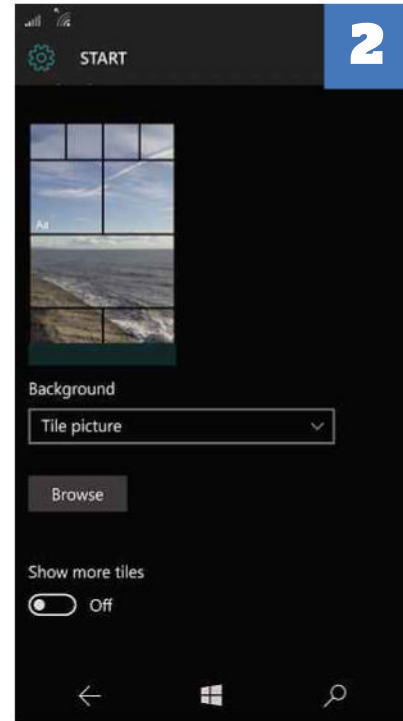 2
START
Aa
Background
Tile picture
Browse
Show more tiles
Off